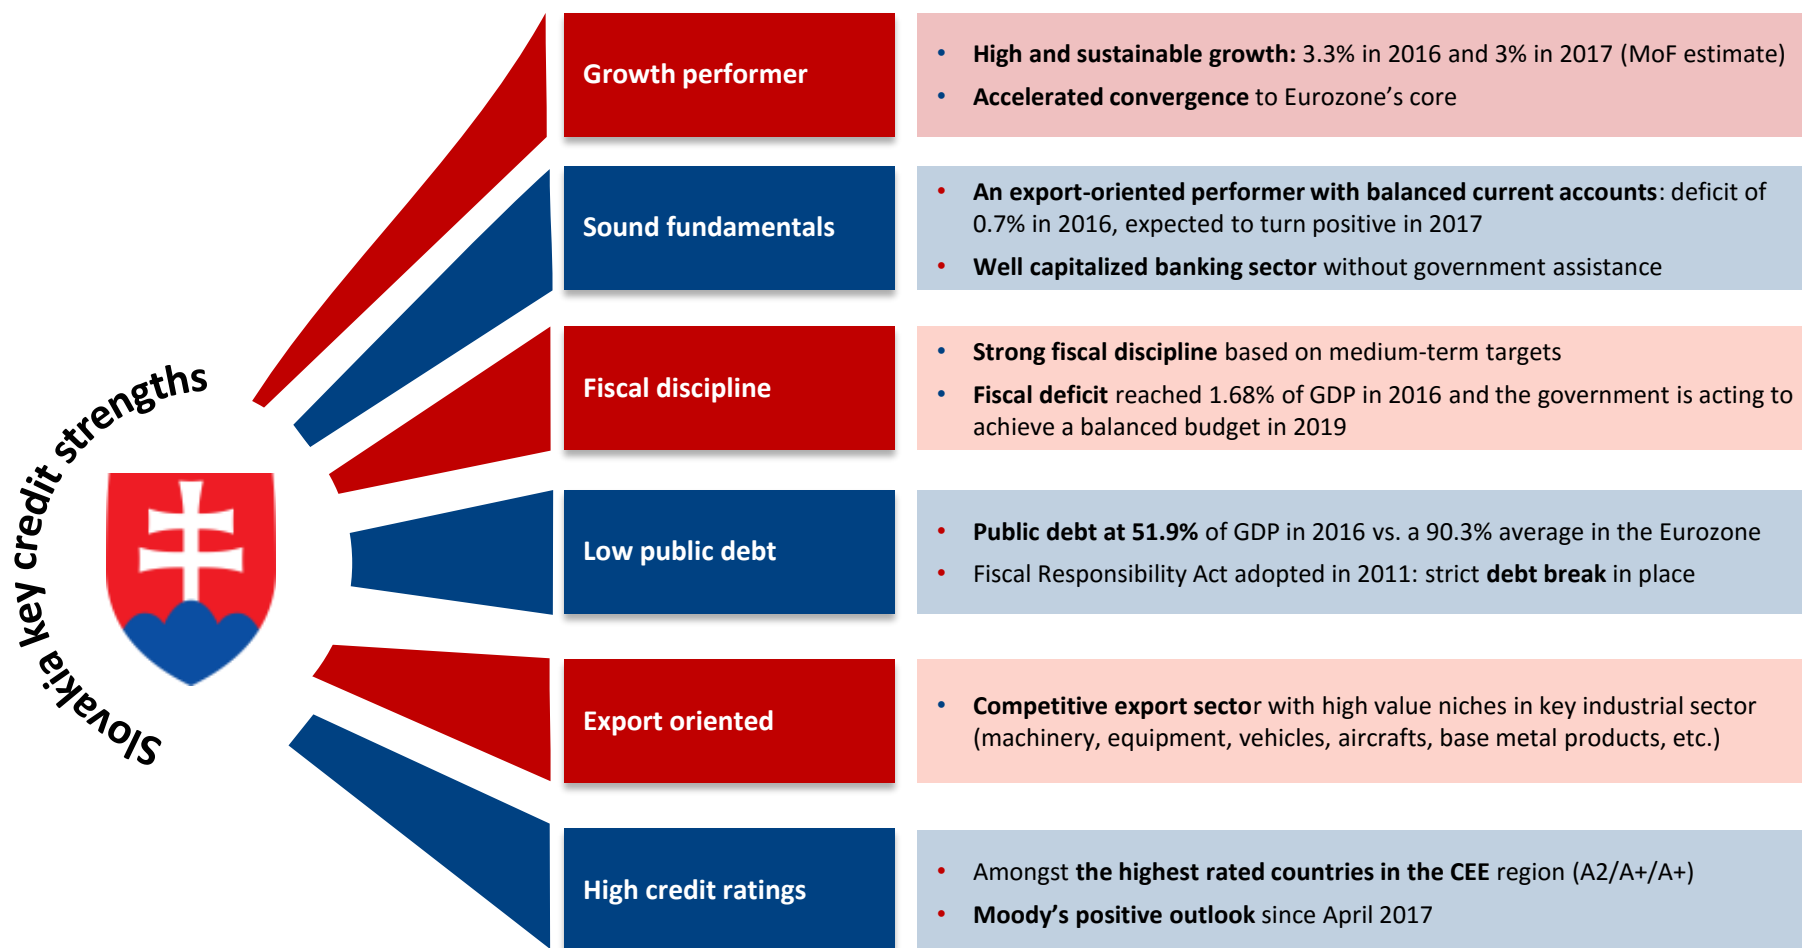 Slovakia key credit strengths
Growth performer
• High and sustainable growth: 3.3% in 2016 and 3% in 2017 (MoF estimate)
• Accelerated convergence to Eurozone’s core
Sound fundamentals
• An export-oriented performer with balanced current accounts: deficit of
0.7% in 2016, expected to turn positive in 2017
• Well capitalized banking sector without government assistance
Fiscal discipline
• Strong fiscal discipline based on medium-term targets
• Fiscal deficit reached 1.68% of GDP in 2016 and the government is acting to
achieve a balanced budget in 2019
Low public debt
• Public debt at 51.9% of GDP in 2016 vs. a 90.3% average in the Eurozone
• Fiscal Responsibility Act adopted in 2011: strict debt break in place
Export oriented
• Competitive export sector with high value niches in key industrial sector
(machinery, equipment, vehicles, aircrafts, base metal products, etc.)
High credit ratings
• Amongst the highest rated countries in the CEE region (A2/A+/A+)
• Moody’s positive outlook since April 2017